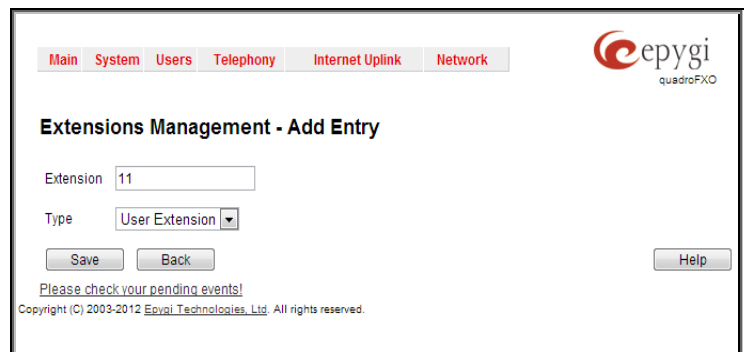 Main System Users Telephony Internet Uplink Network
epygi
quadroFXO
Extensions Management - Add Entry
Extension 11
Type User Extension
Save Back Help
Please check your pending events!
Copyright (C) 2003-2012 Epygi Technologies, Ltd. All rights reserved.